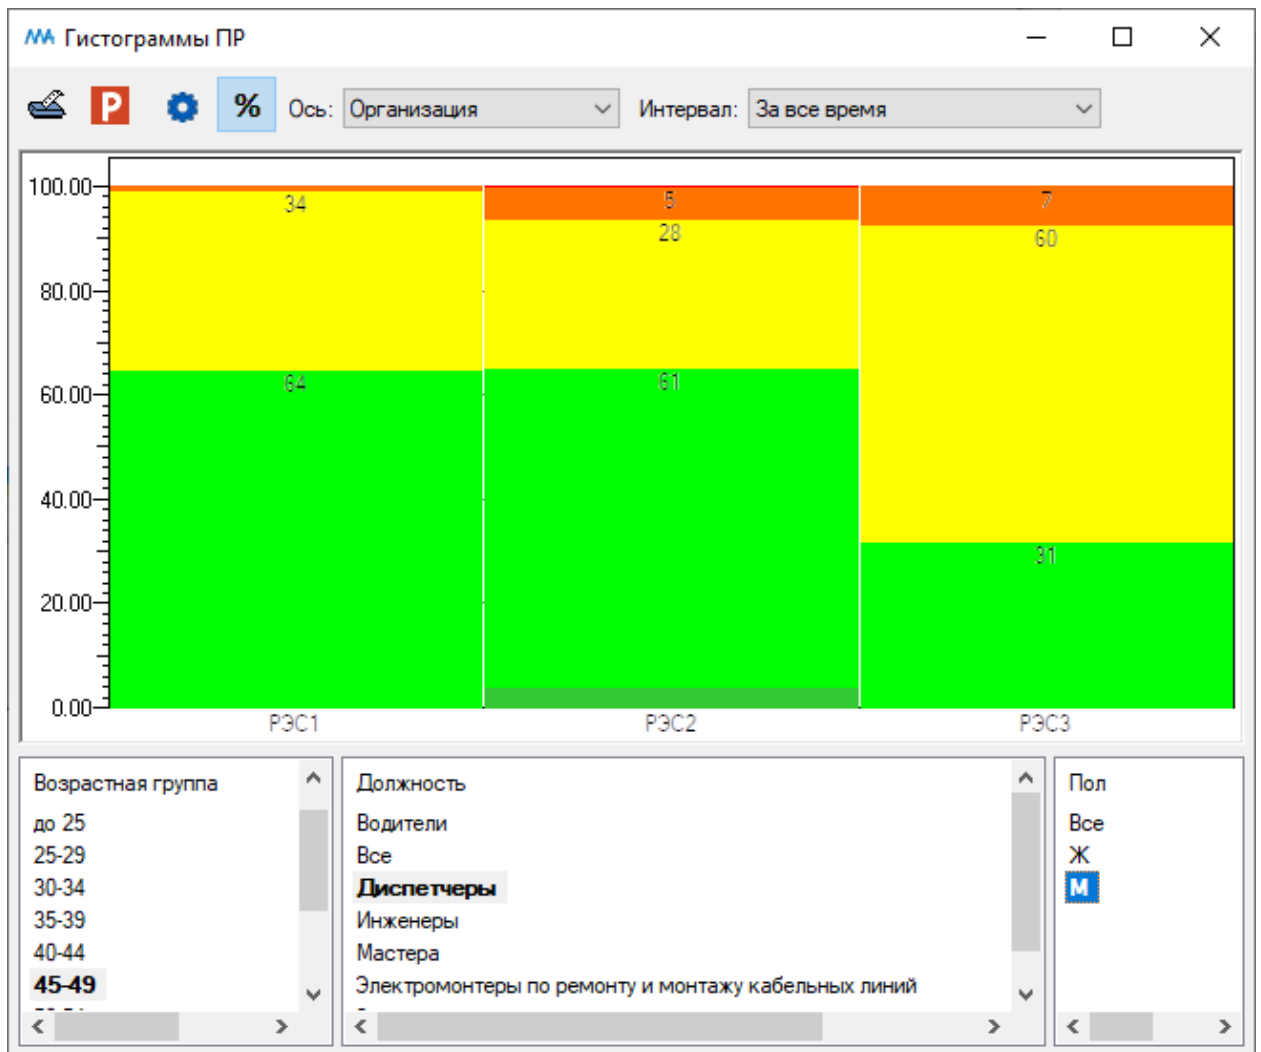 Гистограммы ПР
% Ось: Организация Интервал: За все время
100.00
80.00
60.00
40.00
20.00
0.00
34 5 7
28 60
64 61
31
РЭС1 РЭС2 РЭС3
Возрастная группа
до 25
25-29
30-34
35-39
40-44
45-49
Должность
Водители
Все
Диспетчеры
Инженеры
Мастера
Электромонтеры по ремонту и монтажу кабельных линий
Пол
Все
Ж
М